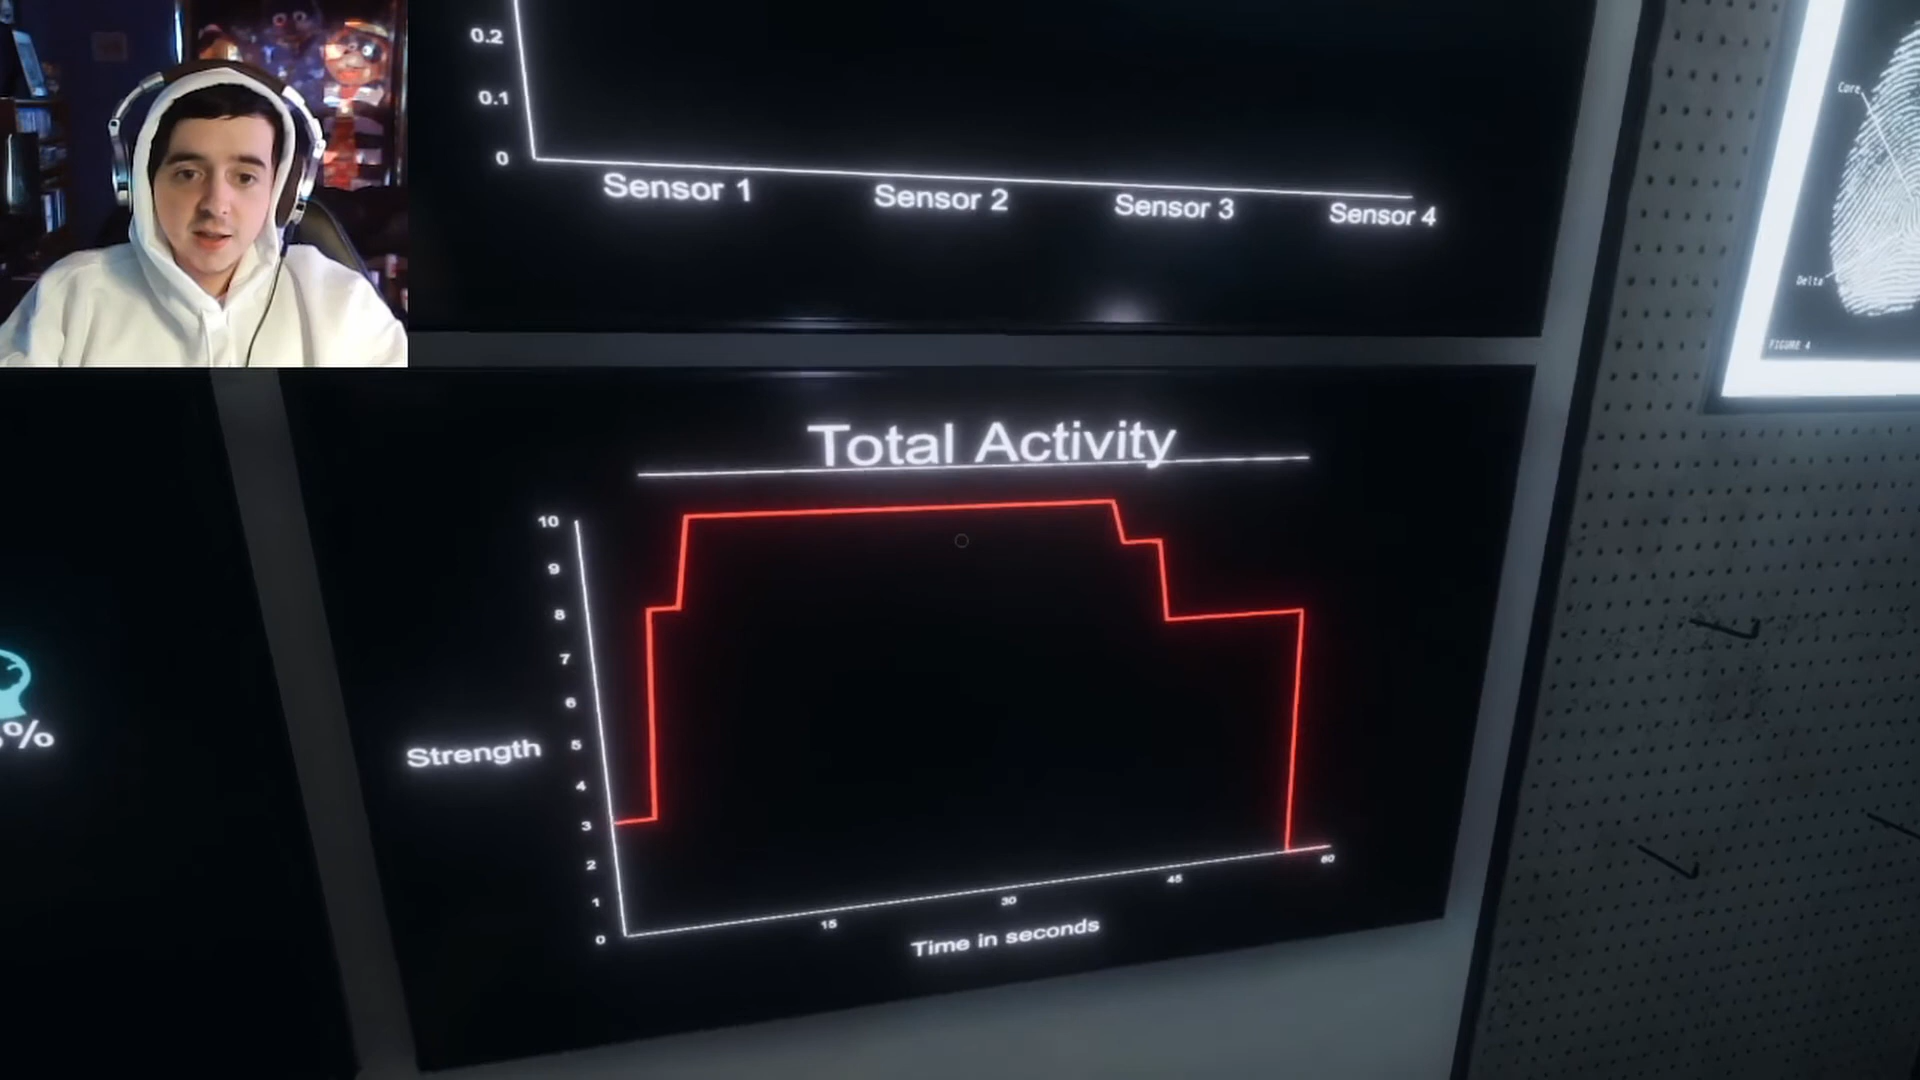 0.2
0.1
0
Sensor 1 Sensor 2 Sensor 3 Sensor 4
Core
Delta
FIGURE 4
Total Activity
10
9
8
7
6
5
4
3
2
1
0
Strength
%
15 30 45 60
Time in seconds